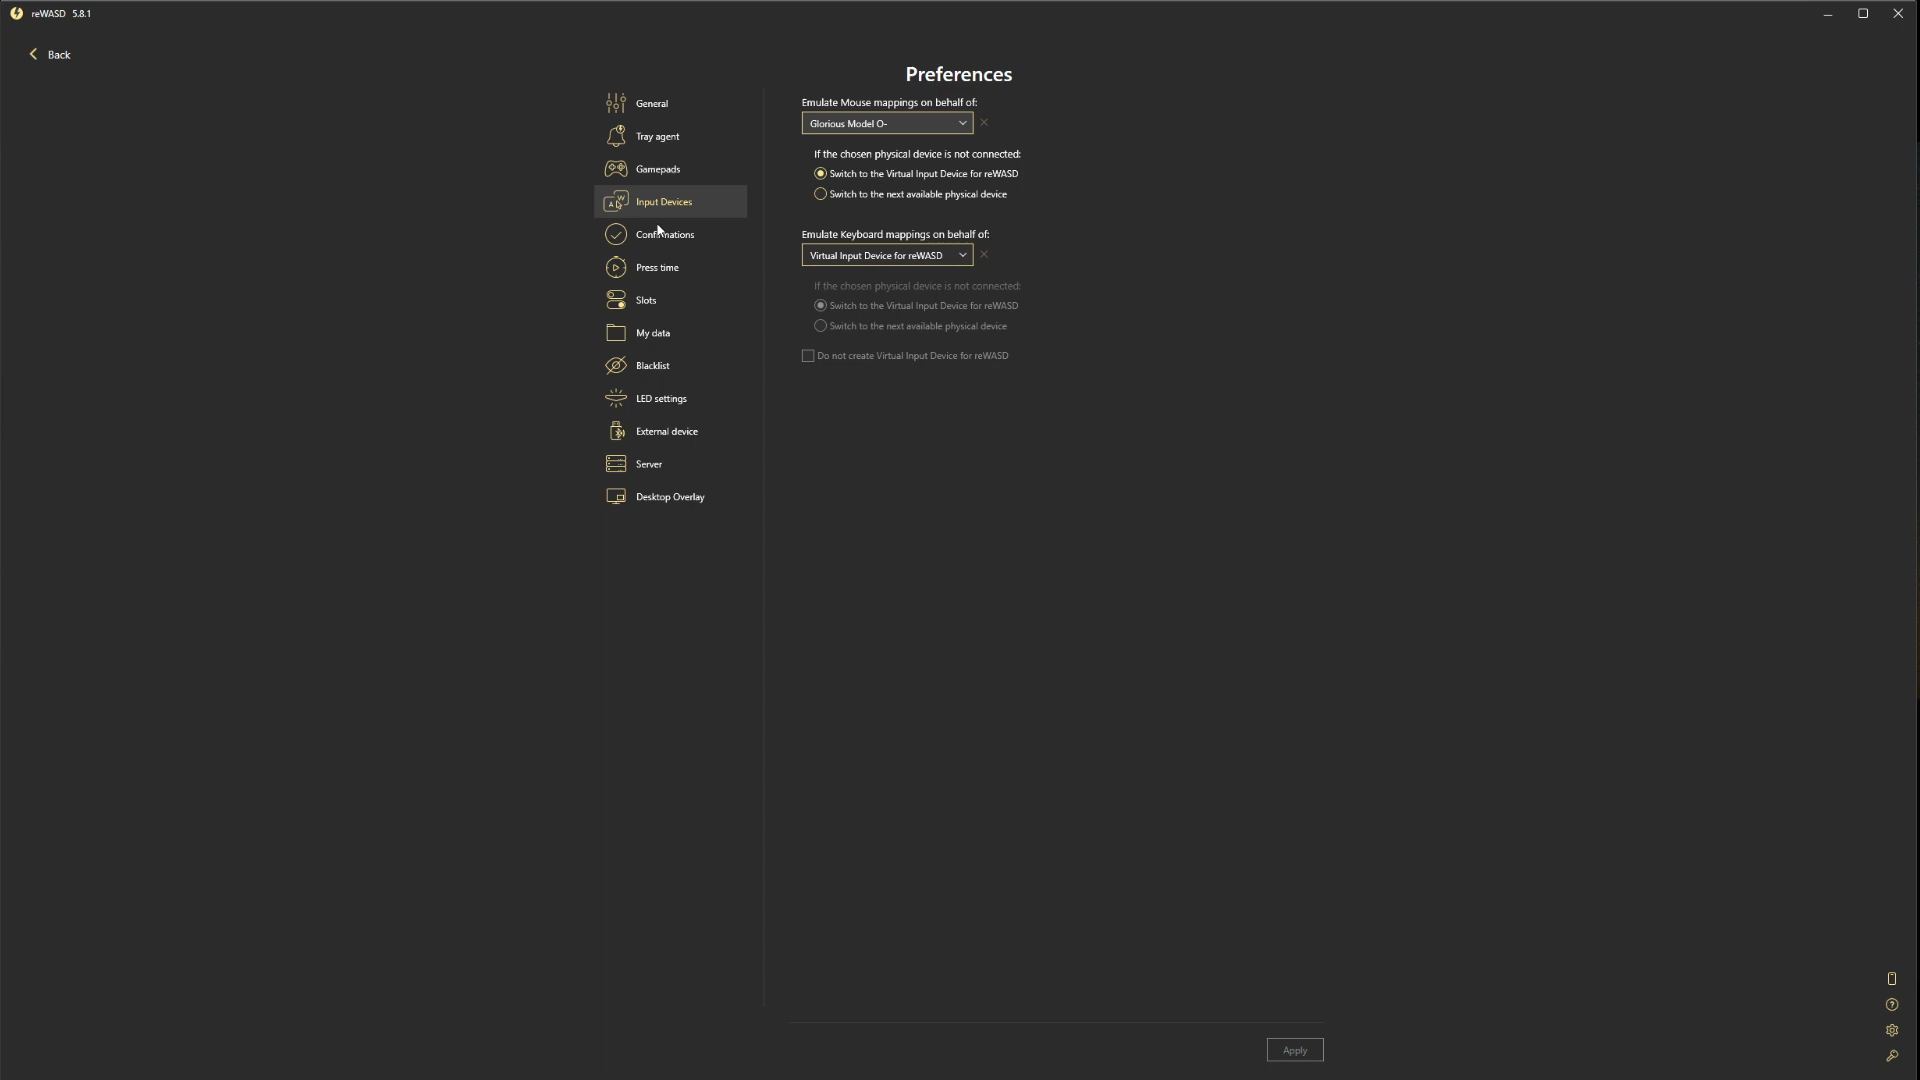 reWASD 5.8.1
Back
Preferences
General
Tray agent
Gamepads
Input Devices
Confirmations
Press time
Slots
My data
Blacklist
LED settings
External device
Server
Desktop Overlay
Emulate Mouse mappings on behalf of:
Glorious Model O-
If the chosen physical device is not connected:
Switch to the Virtual Input Device for reWASD
Switch to the next available physical device
Emulate Keyboard mappings on behalf of:
Virtual Input Device for reWASD
If the chosen physical device is not connected:
Switch to the Virtual Input Device for reWASD
Switch to the next available physical device
Do not create Virtual Input Device for reWASD
Apply